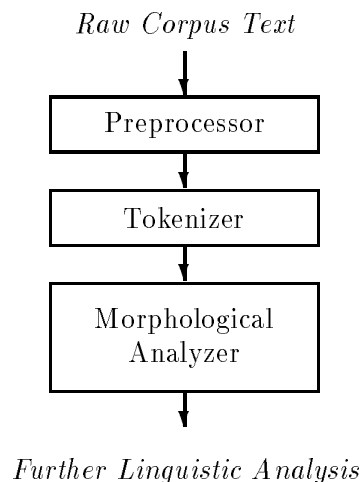 Raw Corpus Text
Preprocessor
Tokenizer
Morphological
Analyzer
Further Linguistic Analysis